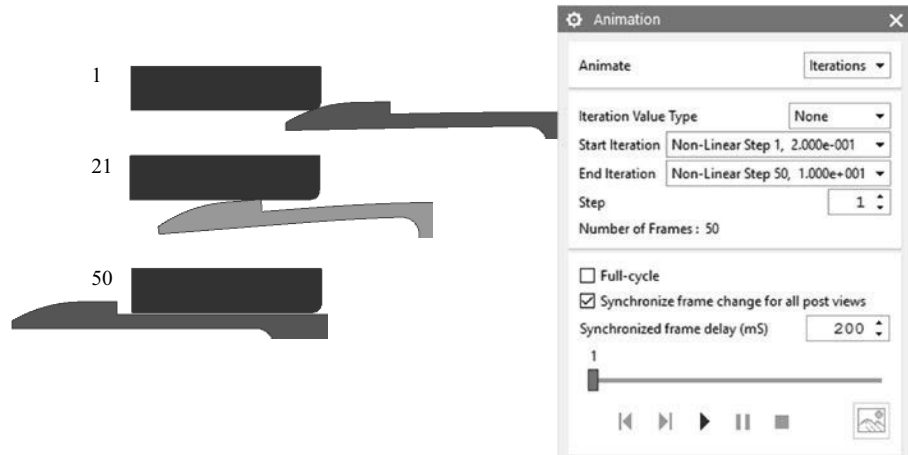 1
21
50
Animation
Animate Iterations
Iteration Value Type None
Start Iteration Non-Linear Step 1, 2.000e-001
End Iteration Non-Linear Step 50, 1.000e+001
Step 1
Number of Frames : 50
Full-cycle
Synchronize frame change for all post views
Synchronized frame delay (mS) 200
1